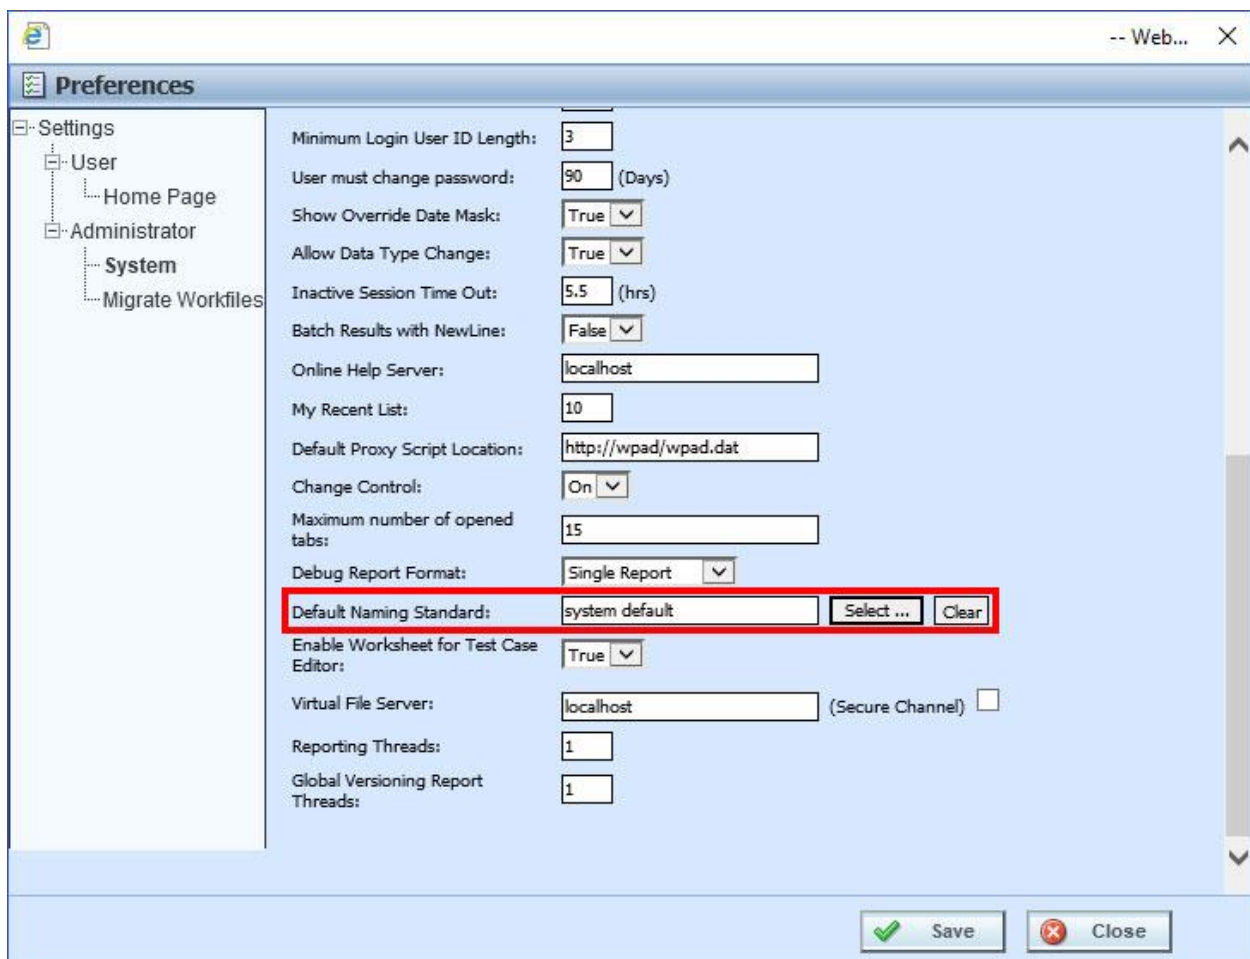 -- Web...
Preferences
Settings
User
Home Page
Administrator
System
Migrate Workfiles
Minimum Login User ID Length: 3
User must change password: 90 (Days)
Show Override Date Mask: True
Allow Data Type Change: True
Inactive Session Time Out: 5.5 (hrs)
Batch Results with NewLine: False
Online Help Server: localhost
My Recent List: 10
Default Proxy Script Location: http://wpad/wpad.dat
Change Control: On
Maximum number of opened
tabs: 15
Debug Report Format: Single Report
Default Naming Standard: system default Select ... Clear
Enable Worksheet for Test Case
Editor: True
Virtual File Server: localhost (Secure Channel)
Reporting Threads: 1
Global Versioning Report
Threads: 1
Save Close